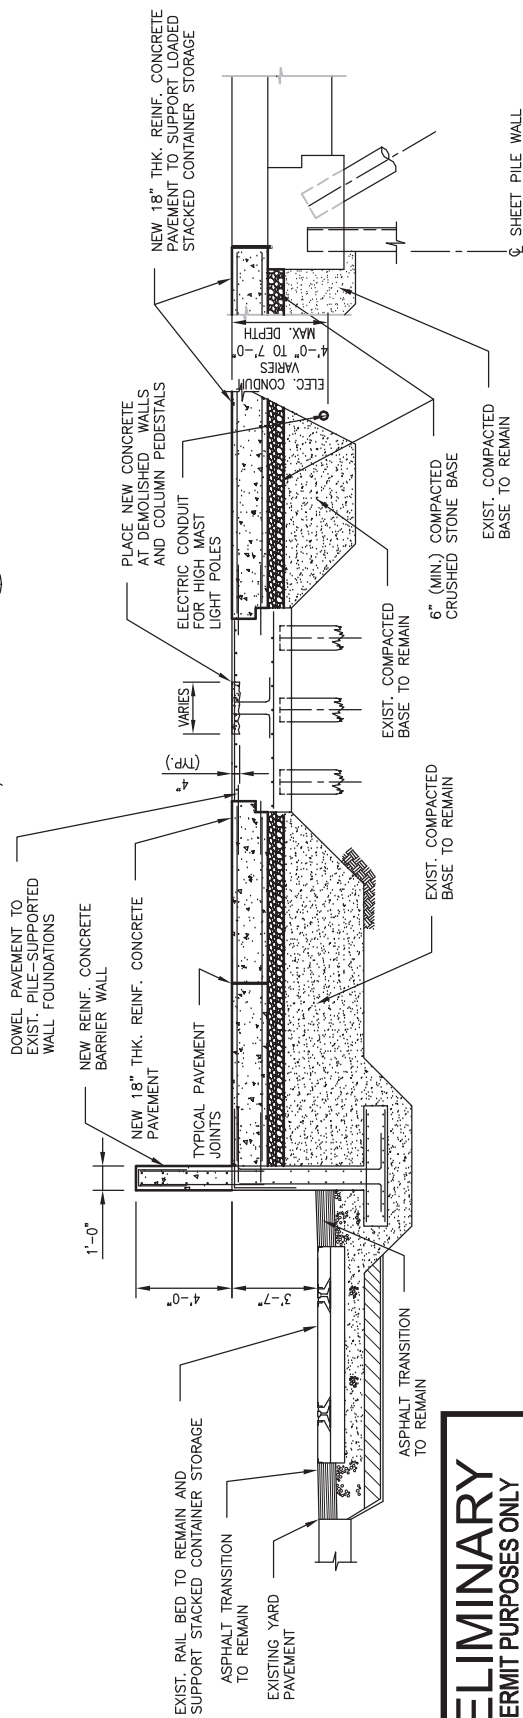 NEW 18" THK. REINF. CONCRETE
PAVEMENT TO SUPPORT LOADED
STACKED CONTAINER STORAGE
PLACE NEW CONCRETE
AT DEMOLISHED WALLS
AND COLUMN PEDESTALS
ELECTRIC CONDUIT
FOR HIGH MAST
LIGHT POLES
VARIES
4"
(TYP.)
ELEC. CONDUIT
VARIES
4'-0" TO 7'-0"
MAX. DEPTH
DOWEL PAVEMENT TO
EXIST. PILE-SUPPORTED
WALL FOUNDATIONS
NEW REINF. CONCRETE
BARRIER WALL
NEW 18" THK. REINF. CONCRETE
PAVEMENT
TYPICAL PAVEMENT
JOINTS
1'-0"
4'-0"
3'-7"
EXIST. RAIL BED TO REMAIN AND
SUPPORT STACKED CONTAINER STORAGE
ASPHALT TRANSITION
TO REMAIN
EXISTING YARD
PAVEMENT
ASPHALT TRANSITION
TO REMAIN
EXIST. COMPACTED
BASE TO REMAIN
EXIST. COMPACTED
BASE TO REMAIN
6" (MIN.) COMPACTED
CRUSHED STONE BASE
EXIST. COMPACTED
BASE TO REMAIN
℄ SHEET PILE WALL
ELIMINARY
ERMIT PURPOSES ONLY